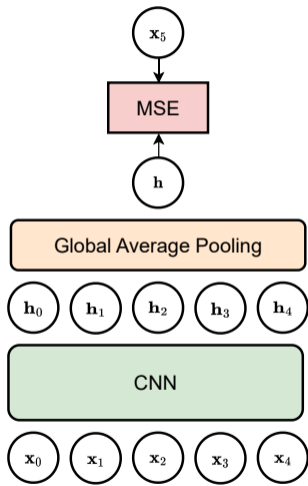 x₅
MSE
h
Global Average Pooling
h₀ h₁ h₂ h₃ h₄
CNN
x₀ x₁ x₂ x₃ x₄